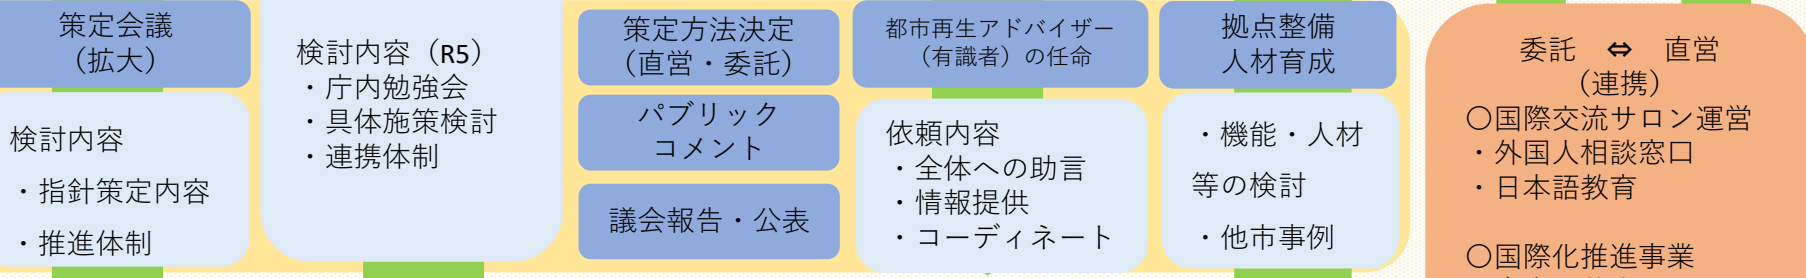 策定会議
（拡大）
検討内容
・指針策定内容
・推進体制
検討内容（R5）
・庁内勉強会
・具体施策検討
・連携体制
策定方法決定
（直営・委託）
パブリック
コメント
議会報告・公表
都市再生アドバイザー
（有識者）の任命
依頼内容
・全体への助言
・情報提供
・コーディネート
拠点整備
人材育成
・機能・人材
等の検討
・他市事例
委託　⇔　直営
（連携）
〇国際交流サロン運営
・外国人相談窓口
・日本語教育
〇国際化推進事業